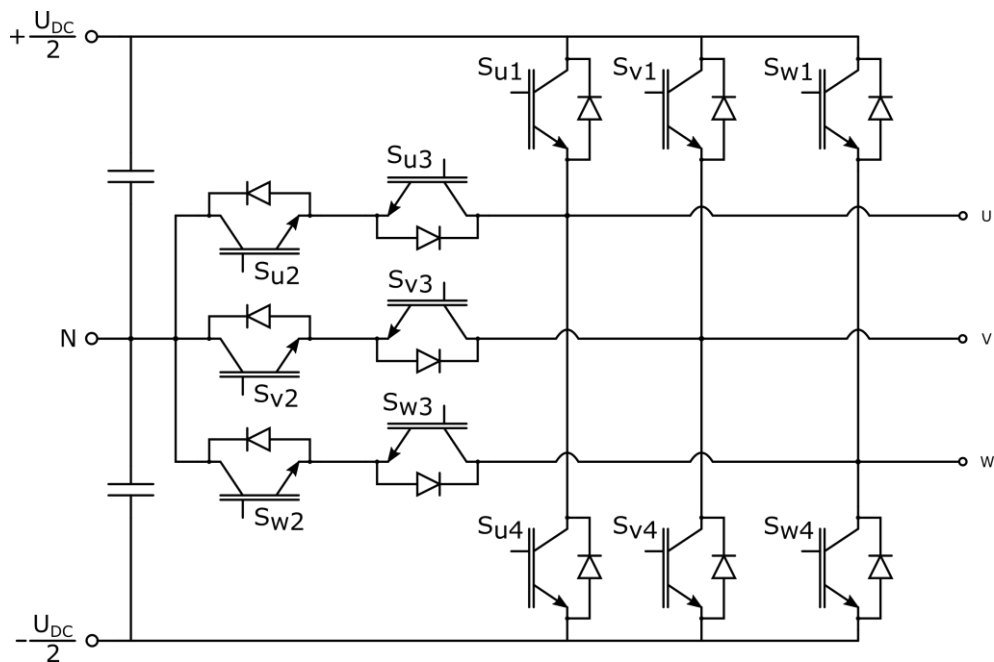 + U_DC/2
S_u1
S_v1
S_w1
S_u3
U
S_u2
S_v3
N
V
S_v2
S_w3
W
S_w2
S_u4
S_v4
S_w4
- U_DC/2